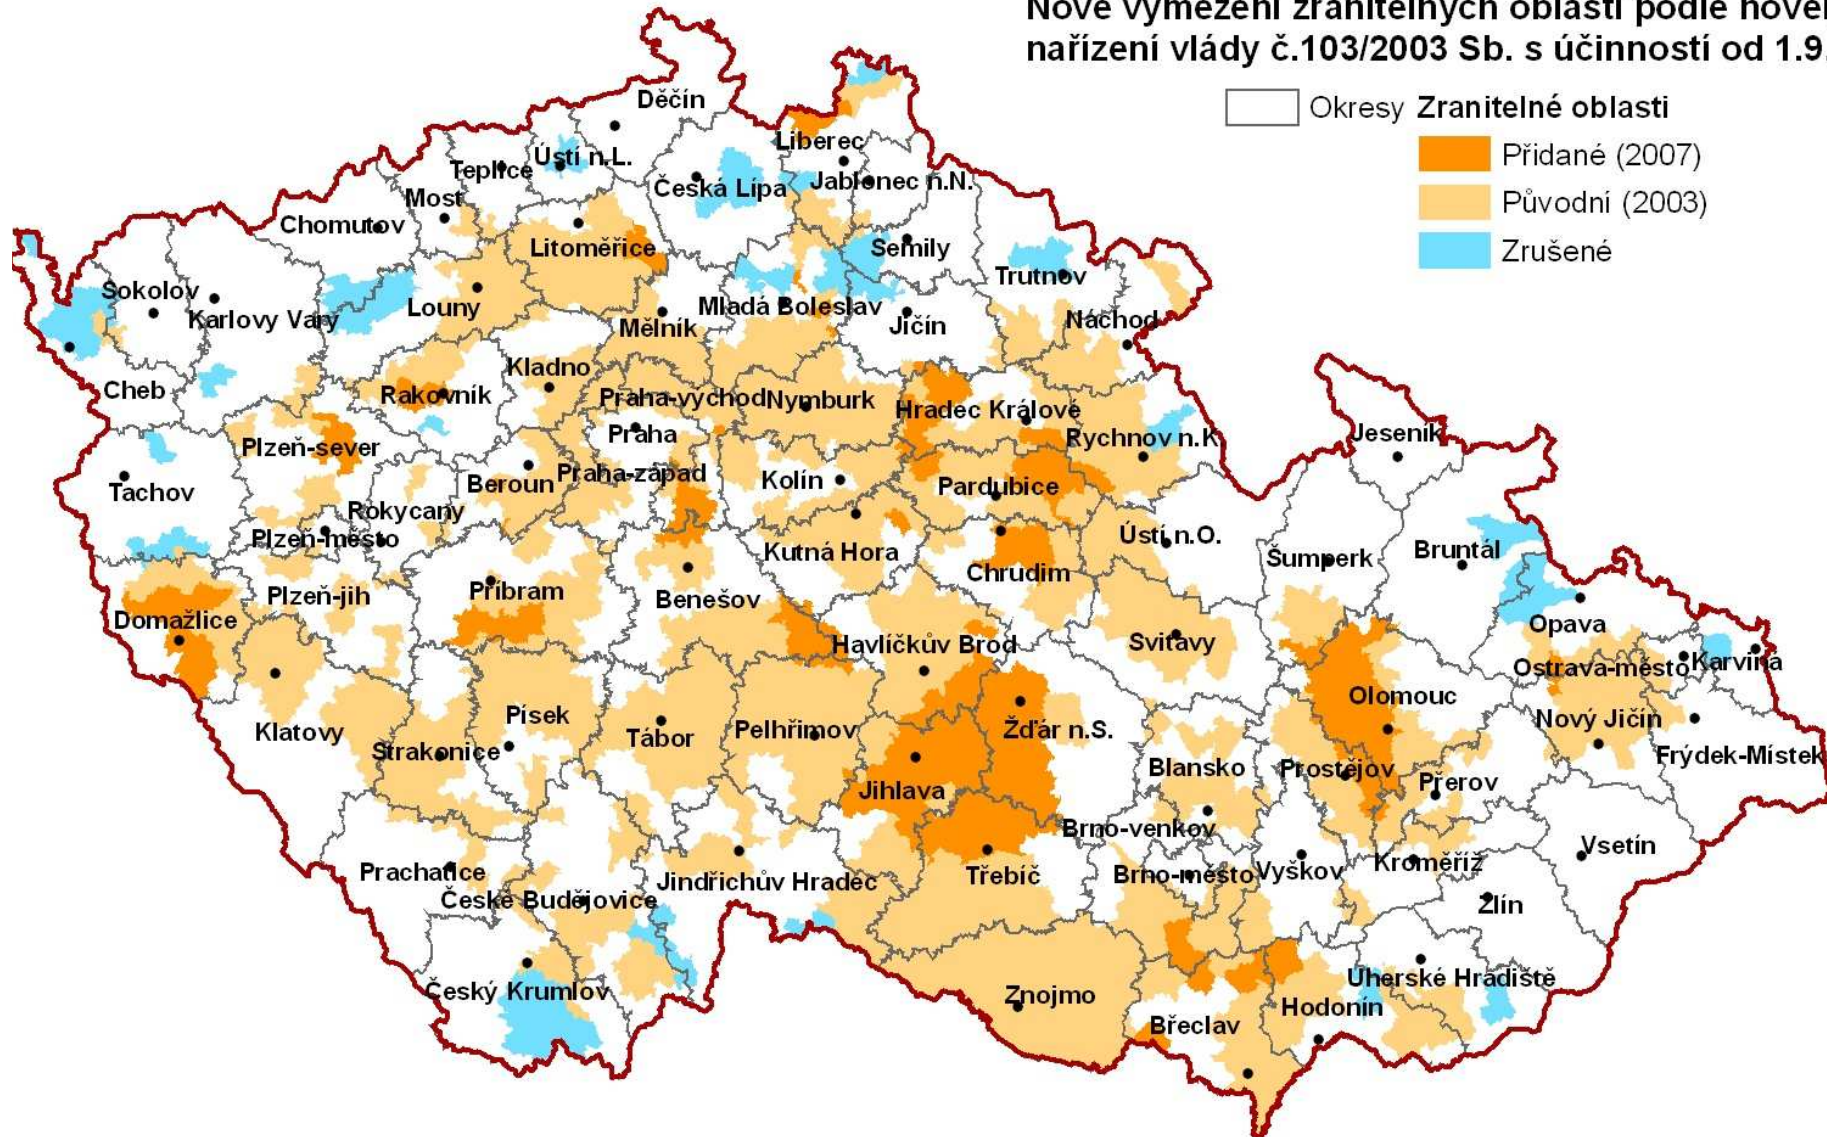 Nové vymezení zranitelných oblastí podle
nařízení vlády č.103/2003 Sb. s účinností od 1.9.
Okresy Zranitelné oblasti
Přidané (2007)
Původní (2003)
Zrušené
Děčín
Liberec
Ústí n.L.
Teplice
Česká Lípa
Jablonec n.N.
Most
Chomutov
Litoměřice
Semily
Trutnov
Sokolov
Karlovy Vary
Louny
Mladá Boleslav
Mělník
Jičín
Náchod
Kladno
Cheb
Rakovník
Praha-východ
Nymburk
Hradec Králové
Praha
Rychnov n.K
Jeseník
Plzeň-sever
Praha-západ
Kolín
Beroun
Pardubice
Tachov
Rokycany
Plzeň-město
Kutná Hora
Ústí n.O.
Šumperk
Bruntál
Chrudim
Příbram
Plzeň-jih
Benešov
Domažlice
Opava
Havlíčkův Brod
Svitavy
Ostrava-město
Karviná
Olomouc
Klatovy
Písek
Nový Jičín
Strakonice
Tábor
Pelhřimov
Žďár n.S.
Frýdek-Místek
Blansko
Prostějov
Přerov
Jihlava
Brno-venkov
Vsetín
Prachatice
Kroměříž
Třebíč
Brno-město
Vyškov
Jindřichův Hradec
České Budějovice
Zlín
Český Krumlov
Uherské Hradiště
Znojmo
Hodonín
Břeclav